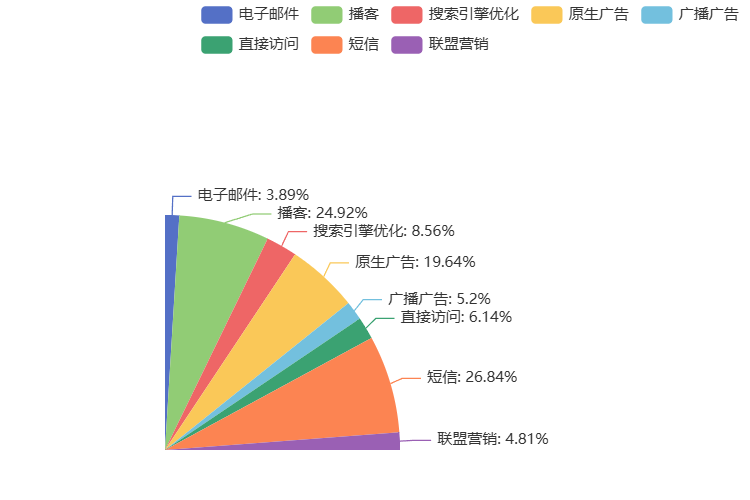 电子邮件 播客 搜索引擎优化 原生广告 广播广告
直接访问 短信 联盟营销
电子邮件: 3.89%
播客: 24.92%
搜索引擎优化: 8.56%
原生广告: 19.64%
广播广告: 5.2%
直接访问: 6.14%
短信: 26.84%
联盟营销: 4.81%